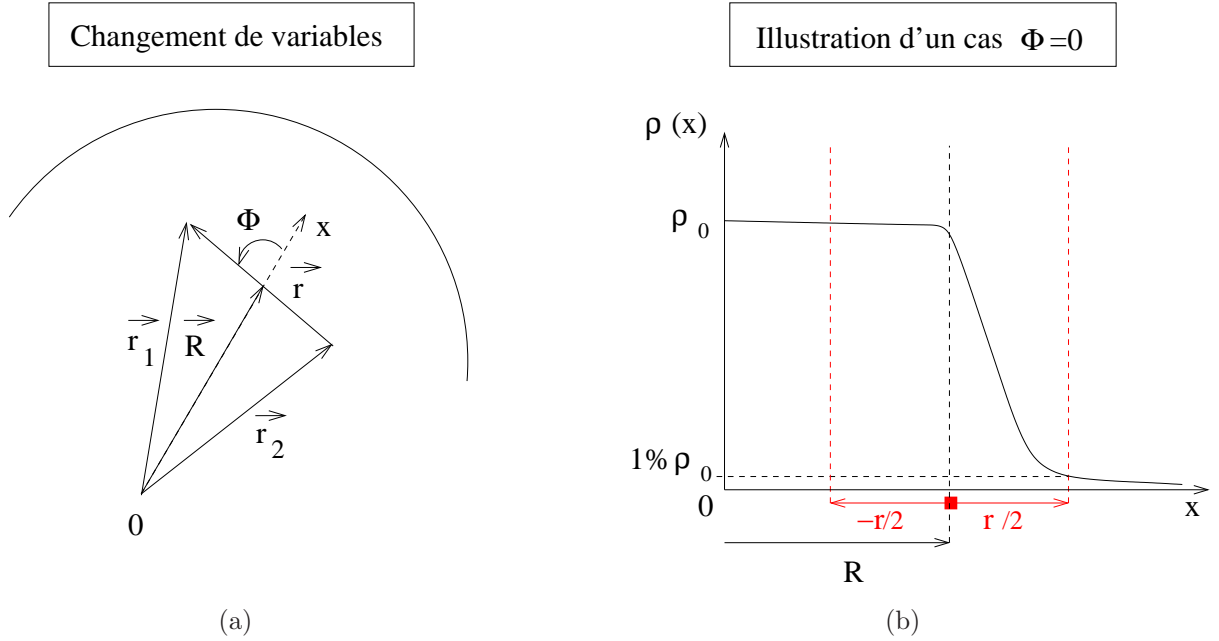 Changement de variables
Φ
x
r
r1
R
r2
0
(a)
Illustration d'un cas Φ=0
ρ (x)
ρ0
1% ρ0
0
−r/2
r /2
x
R
(b)